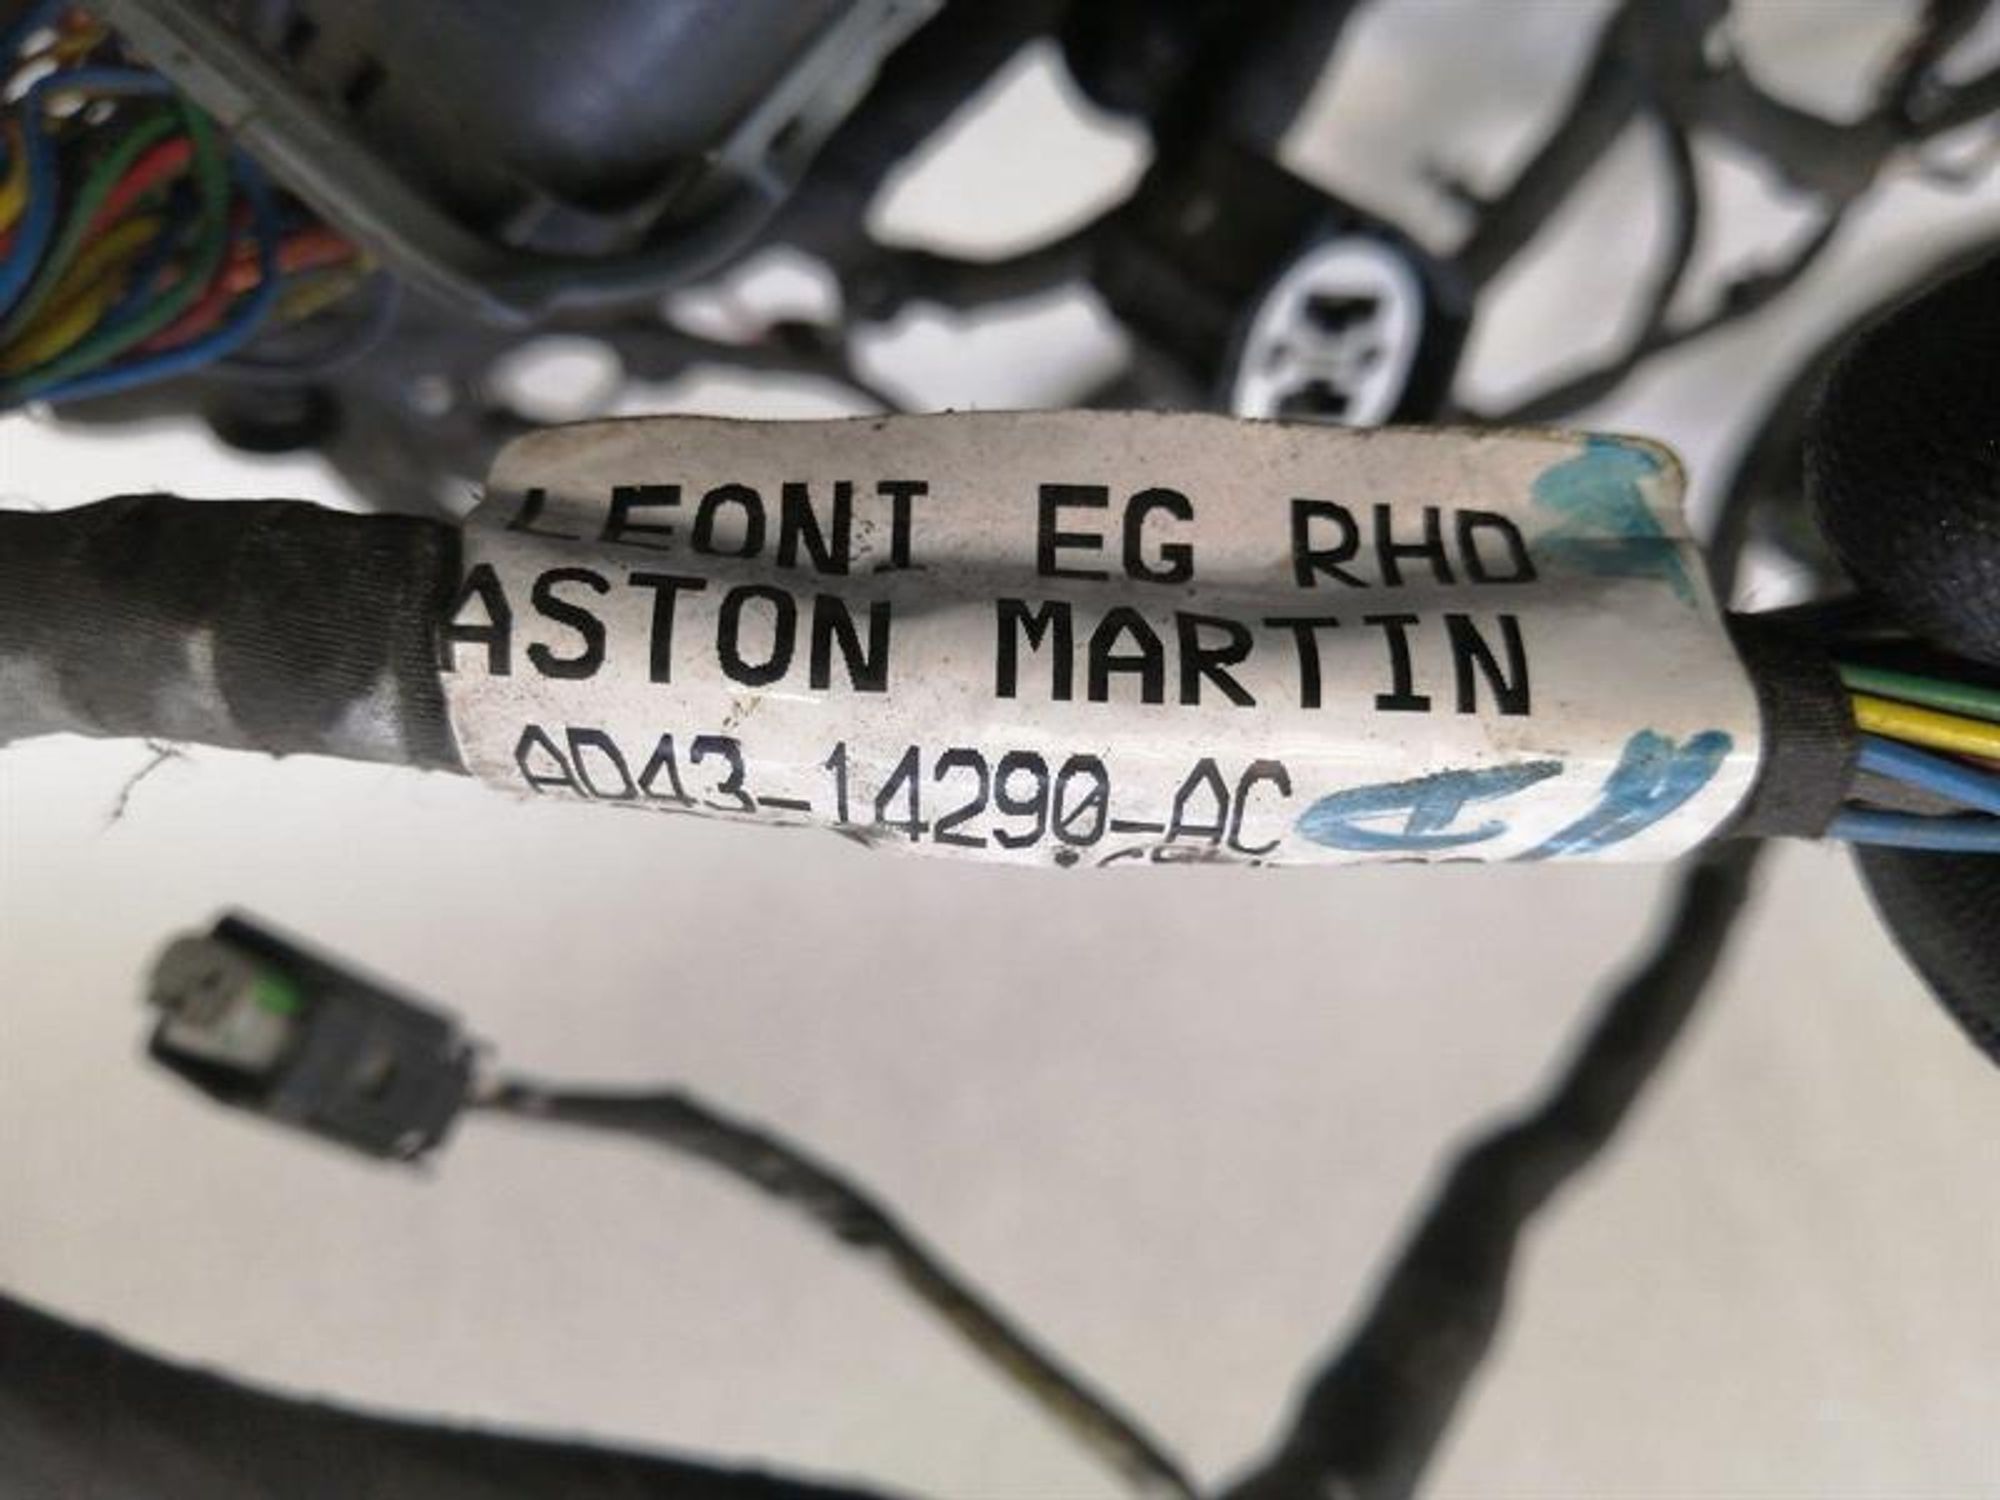 LEONI EG RHD
ASTON MARTIN
AD43-14290-AC